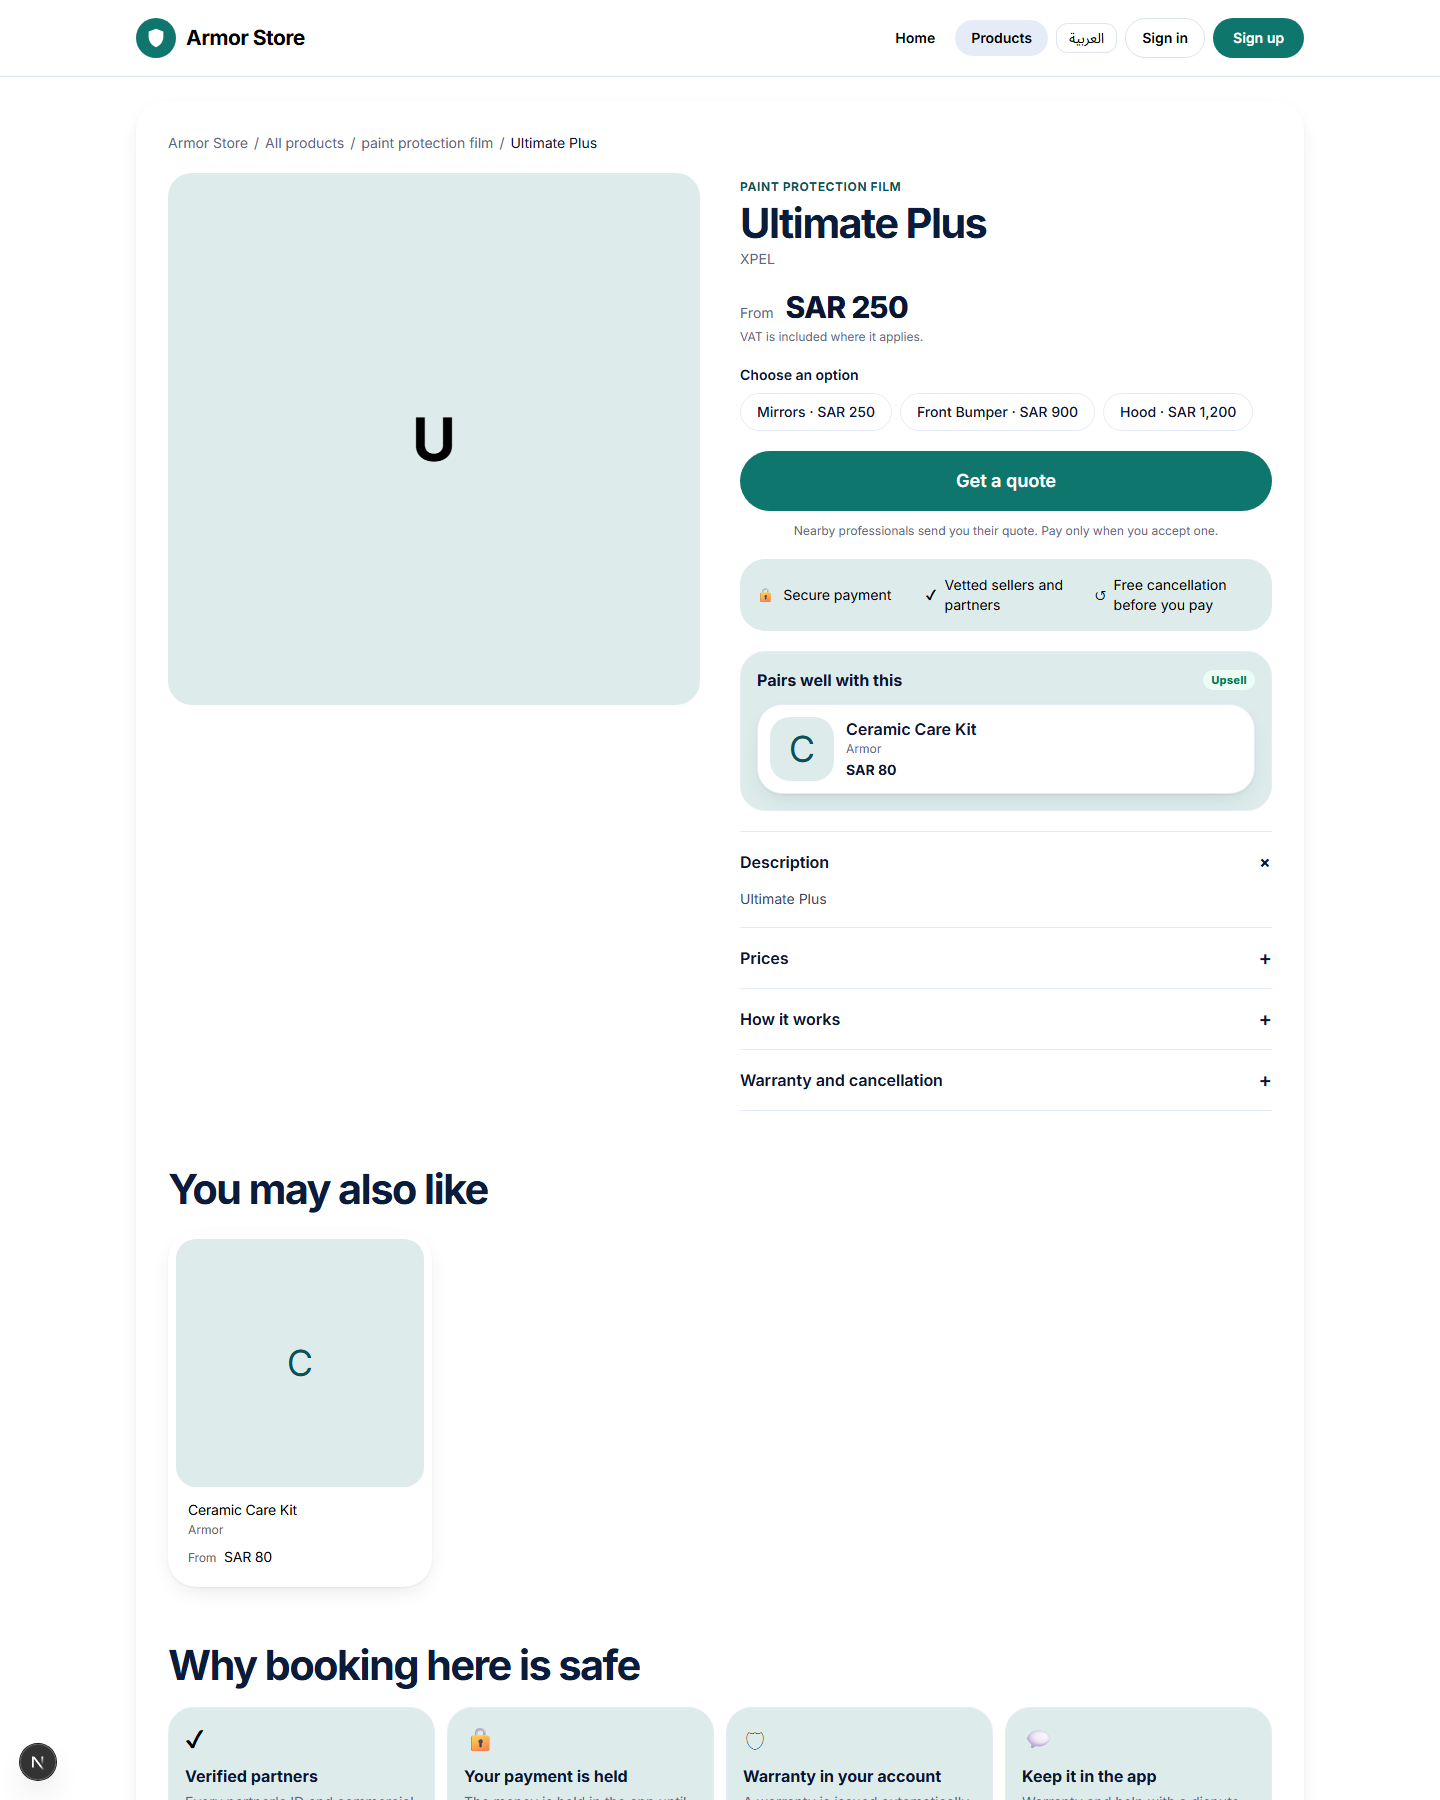 Armor Store
Home
Products
العربية
Sign in
Sign up
Armor Store / All products / paint protection film / Ultimate Plus
U
PAINT PROTECTION FILM
Ultimate Plus
XPEL
From SAR 250
VAT is included where it applies.
Choose an option
Mirrors · SAR 250
Front Bumper · SAR 900
Hood · SAR 1,200
Get a quote
Nearby professionals send you their quote. Pay only when you accept one.
Secure payment
Vetted sellers and
partners
Free cancellation
before you pay
Pairs well with this
Upsell
C
Ceramic Care Kit
Armor
SAR 80
Description
Ultimate Plus
Prices
How it works
Warranty and cancellation
You may also like
C
Ceramic Care Kit
Armor
From SAR 80
Why booking here is safe
Verified partners
Your payment is held
Warranty in your account
Keep it in the app
N